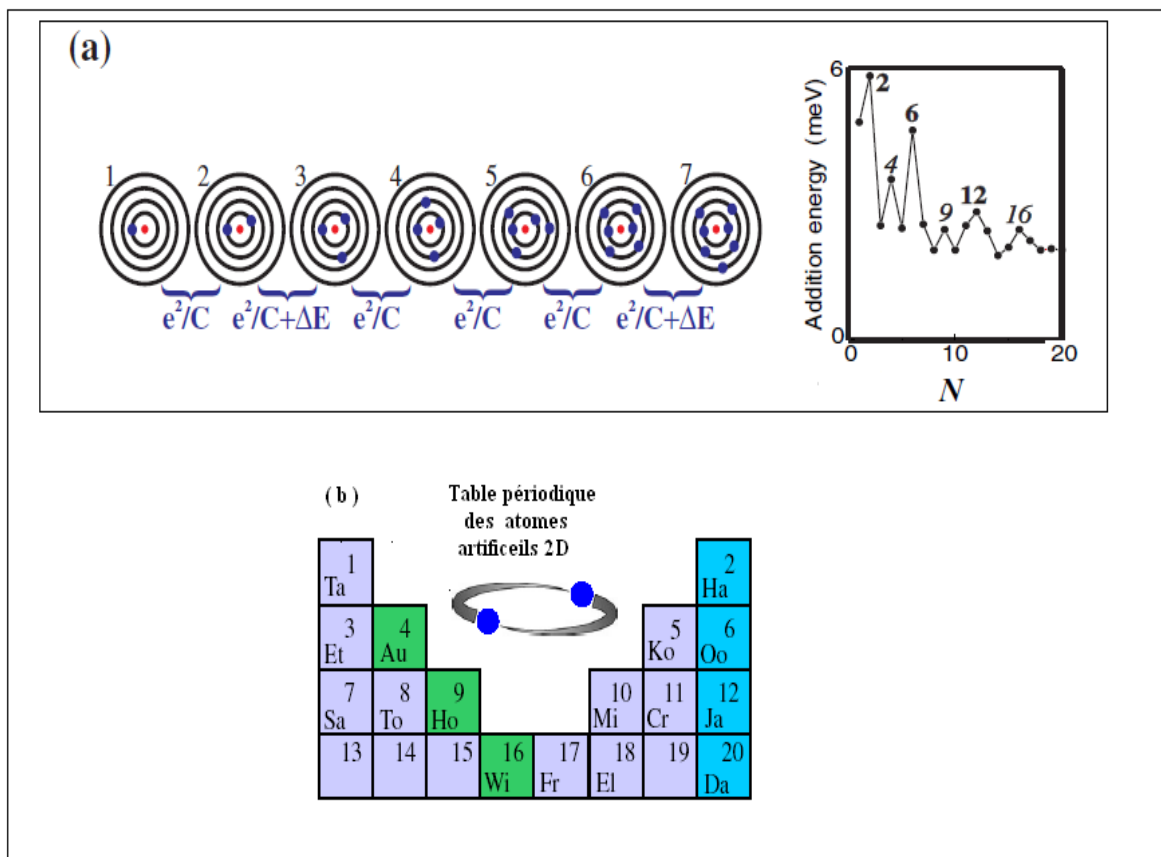 (a)
1 2 3 4 5 6 7
e²/C e²/C+ΔE e²/C e²/C e²/C e²/C+ΔE
Addition energy (meV)
6
0
2
4
6
9
12
16
0 10 20
N
(b)
Table périodique
des atomes
artificeils 2D
1 2
Ta Ha
3 4 5 6
Et Au Ko Oo
7 8 9 10 11 12
Sa To Ho Mi Cr Ja
13 14 15 16 17 18 19 20
Wi Fr El Da